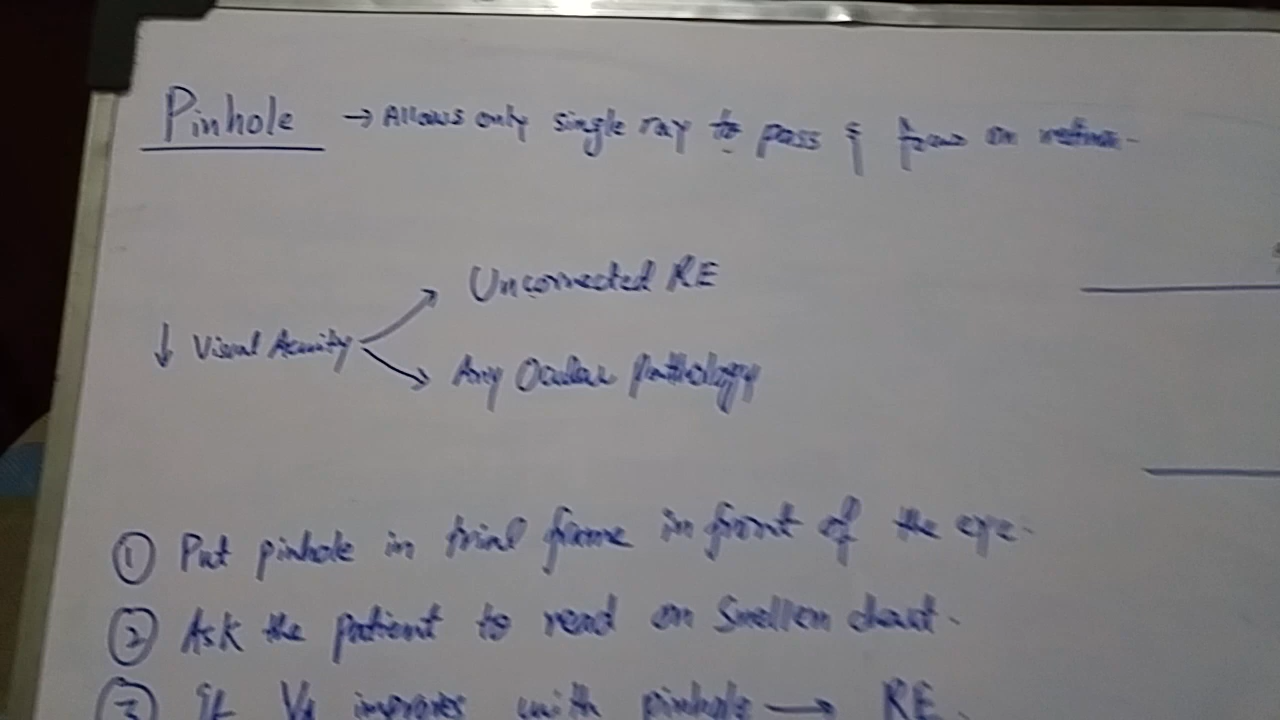 Pinhole → Allows only single ray to pass & focus on retina.
Uncorrected RE
↓ Visual Acuity
Any Ocular Pathology
① Put pinhole in trial frame in front of the eye.
② Ask the patient to read on Snellen chart.
③ If VA improves with pinhole → RE.